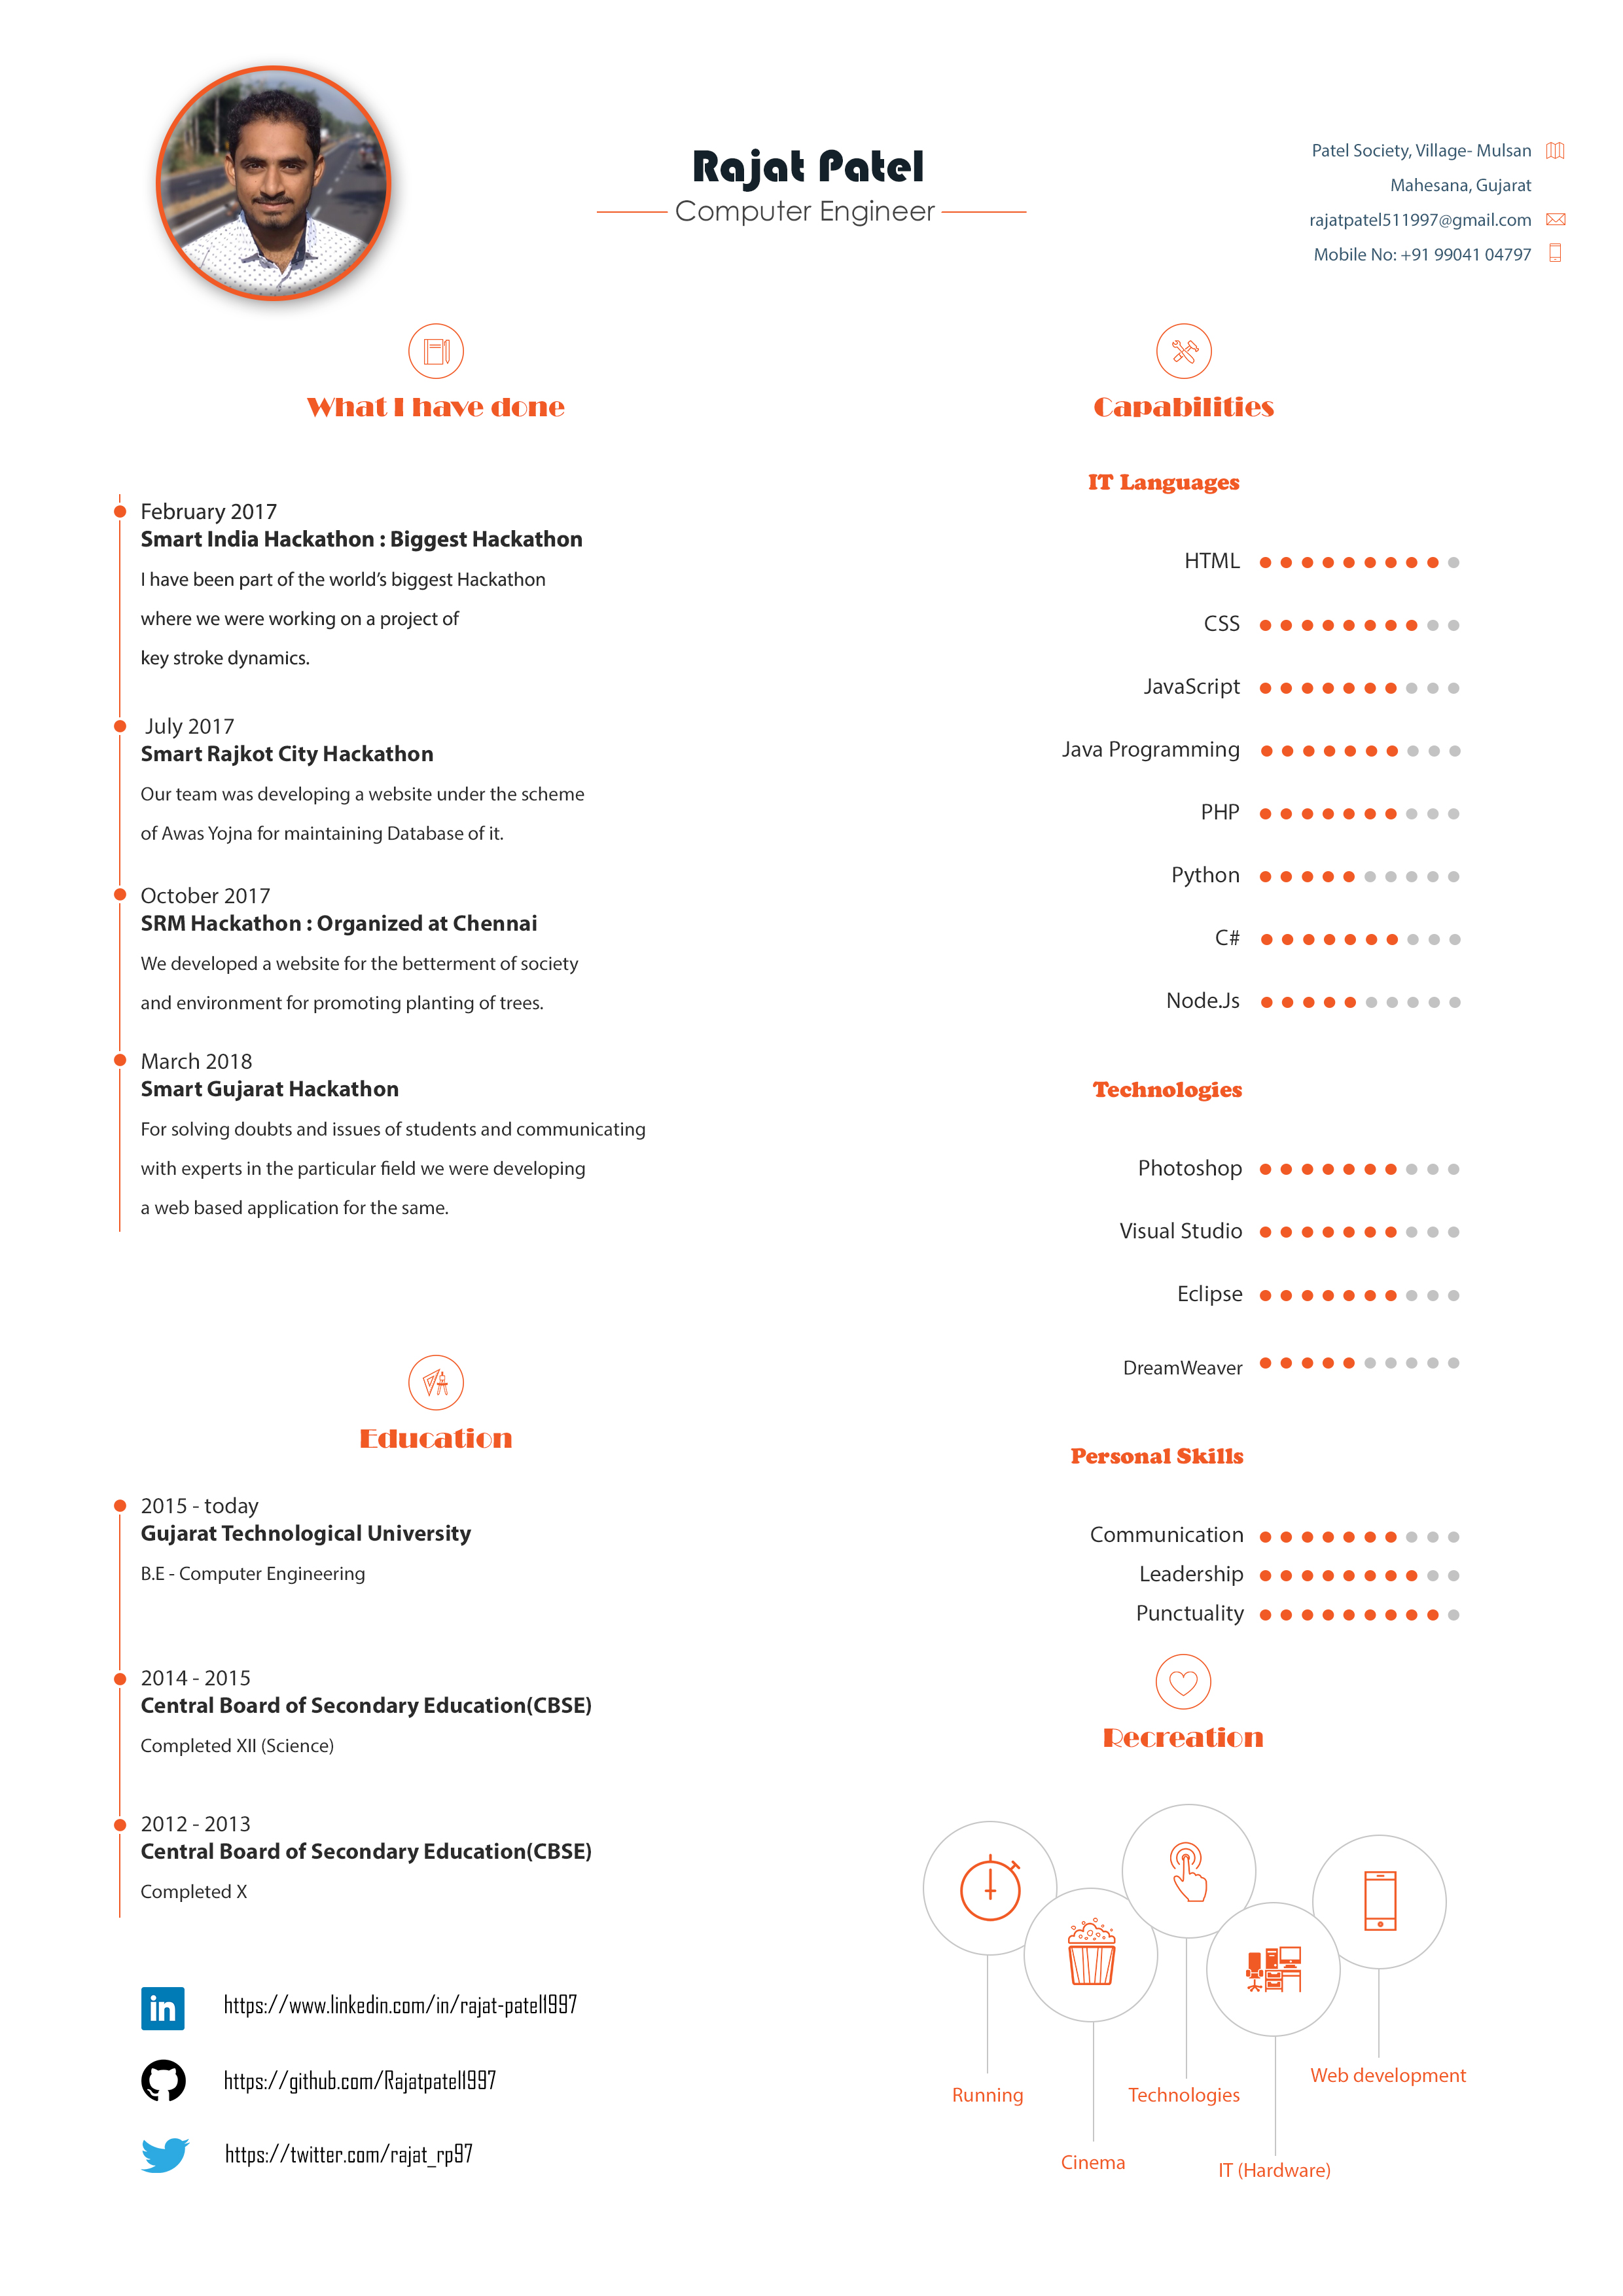 Rajat Patel
Computer Engineer
Patel Society, Village- Mulsan
Mahesana, Gujarat
rajatpatel511997@gmail.com
Mobile No: +91 99041 04797
What I have done
February 2017
Smart India Hackathon : Biggest Hackathon
I have been part of the world’s biggest Hackathon
where we were working on a project of
key stroke dynamics.
July 2017
Smart Rajkot City Hackathon
Our team was developing a website under the scheme
of Awas Yojna for maintaining Database of it.
October 2017
SRM Hackathon : Organized at Chennai
We developed a website for the betterment of society
and environment for promoting planting of trees.
March 2018
Smart Gujarat Hackathon
For solving doubts and issues of students and communicating
with experts in the particular field we were developing
a web based application for the same.
Education
2015 - today
Gujarat Technological University
B.E - Computer Engineering
2014 - 2015
Central Board of Secondary Education(CBSE)
Completed XII (Science)
2012 - 2013
Central Board of Secondary Education(CBSE)
Completed X
in
https://www.linkedin.com/in/rajat-patel1997
https://github.com/Rajatpatel1997
https://twitter.com/rajat_rp97
Capabilities
IT Languages
HTML
CSS
JavaScript
Java Programming
PHP
Python
C#
Node.Js
Technologies
Photoshop
Visual Studio
Eclipse
DreamWeaver
Personal Skills
Communication
Leadership
Punctuality
Recreation
Running
Cinema
Technologies
IT (Hardware)
Web development